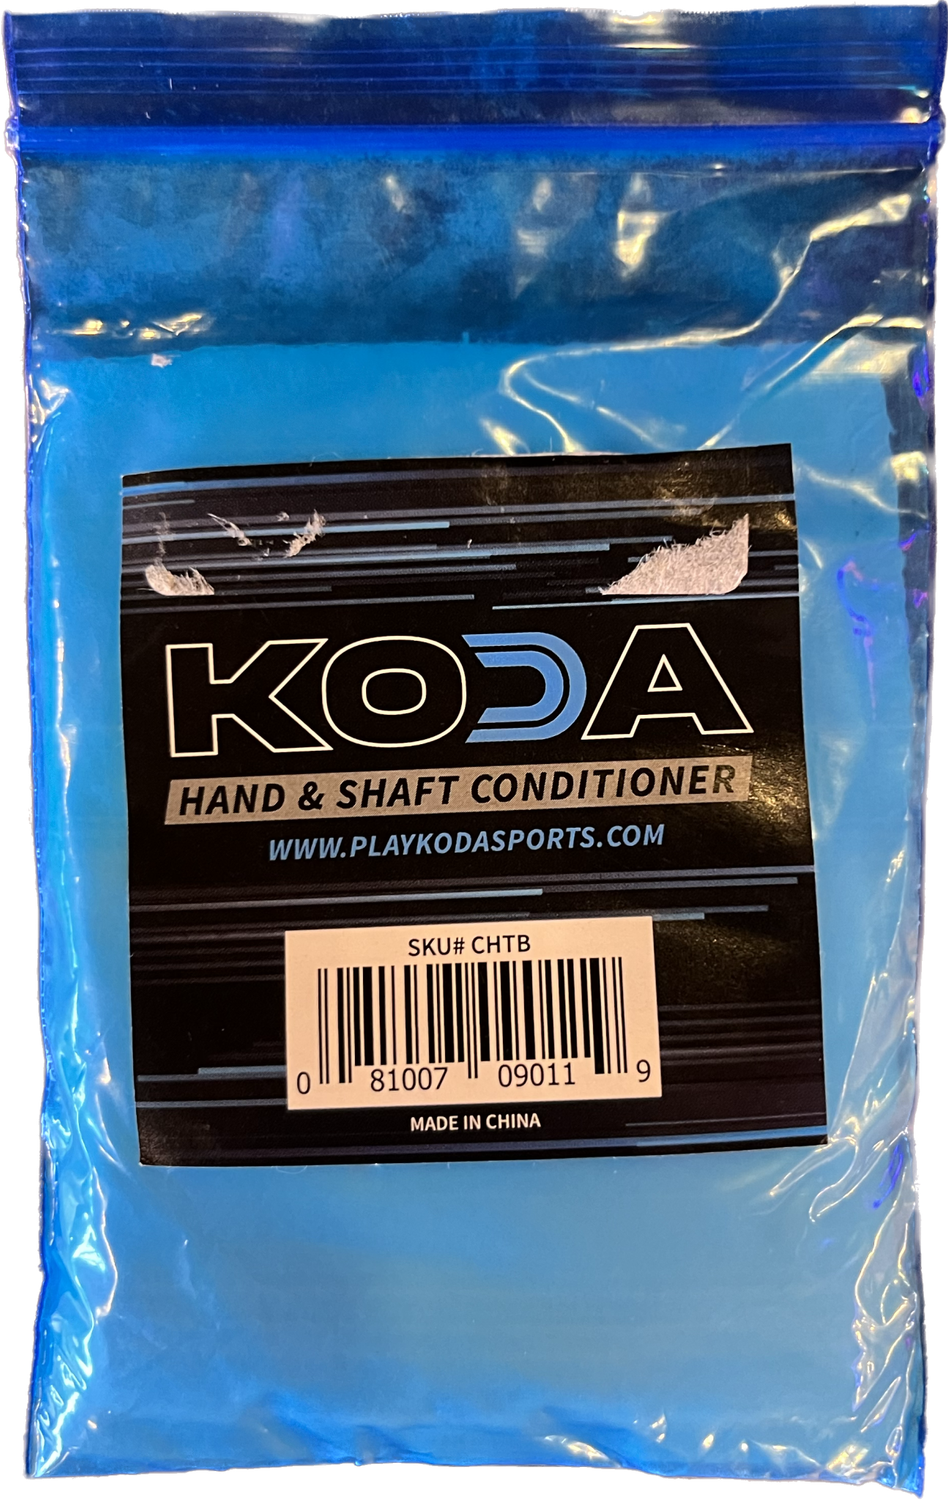 KODA
HAND & SHAFT CONDITIONER
WWW.PLAYKODASPORTS.COM
SKU# CHTB
0 81007 09011 9
MADE IN CHINA